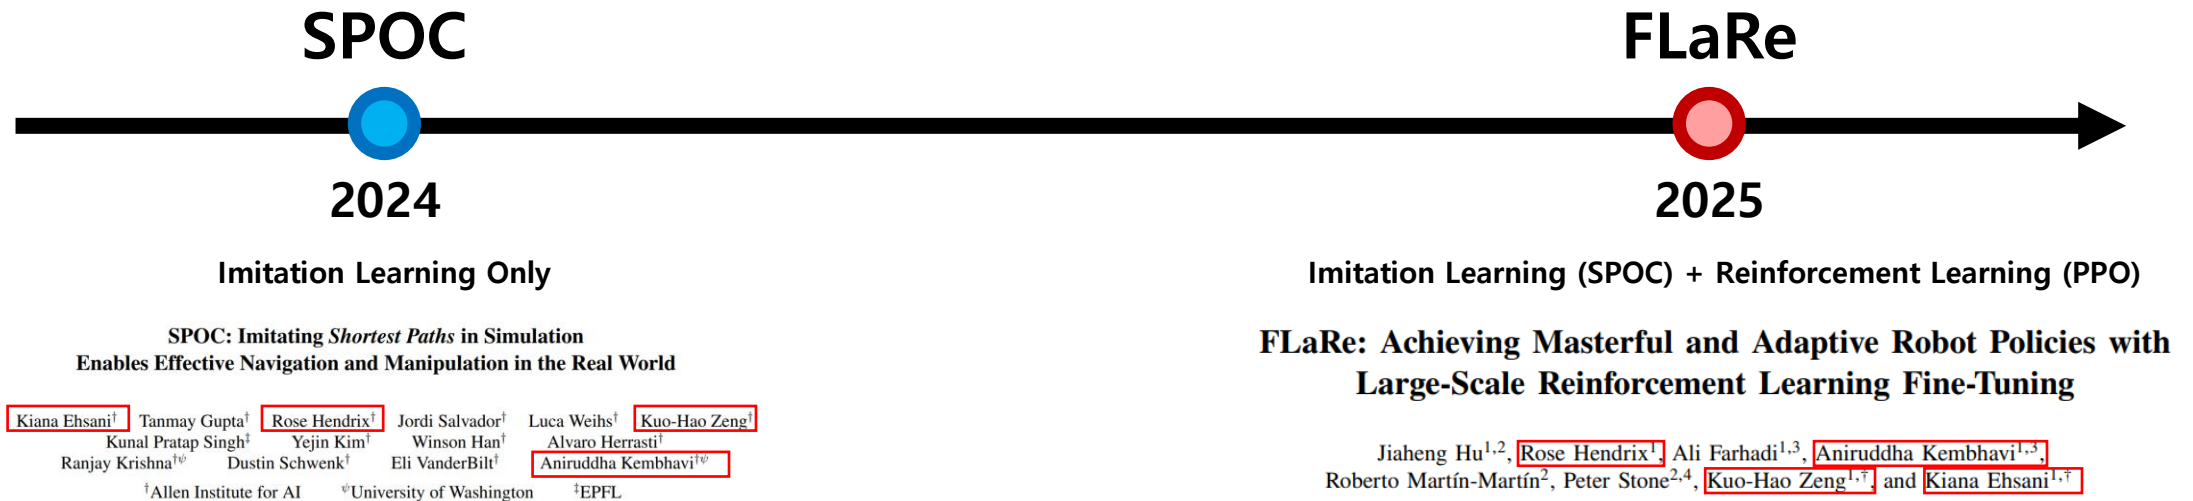 SPOC
2024
Imitation Learning Only
SPOC: Imitating Shortest Paths in Simulation
Enables Effective Navigation and Manipulation in the Real World
Kiana Ehsani† Tanmay Gupta† Rose Hendrix† Jordi Salvador† Luca Weihs† Kuo-Hao Zeng†
Kunal Pratap Singh‡ Yejin Kim† Winson Han† Alvaro Herrasti†
Ranjay Krishna†ψ Dustin Schwenk† Eli VanderBilt† Aniruddha Kembhavi†ψ
†Allen Institute for AI ψUniversity of Washington ‡EPFL
FLaRe
2025
Imitation Learning (SPOC) + Reinforcement Learning (PPO)
FLaRe: Achieving Masterful and Adaptive Robot Policies with
Large-Scale Reinforcement Learning Fine-Tuning
Jiaheng Hu1,2, Rose Hendrix1, Ali Farhadi1,3, Aniruddha Kembhavi1,3,
Roberto Martín-Martín2, Peter Stone2,4, Kuo-Hao Zeng1,†, and Kiana Ehsani1,†